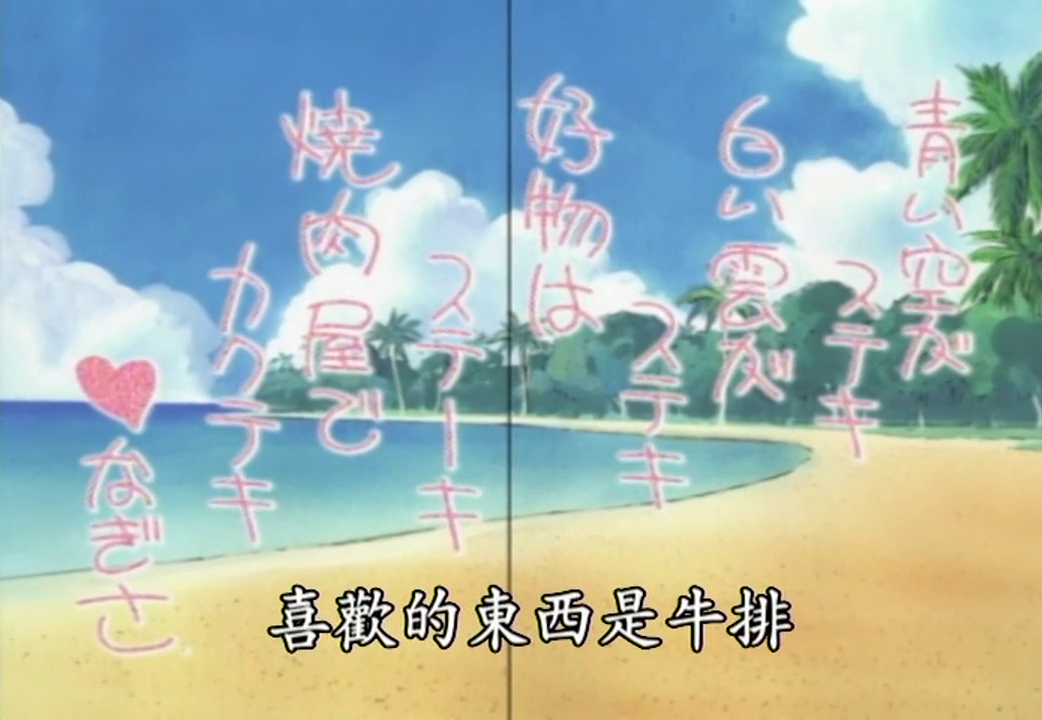 青い空が
ステキ
白い雲が
ステキ
好物は
ステーキ
焼肉屋で
カクテキ
♥なぎさ
喜歡的東西是牛排